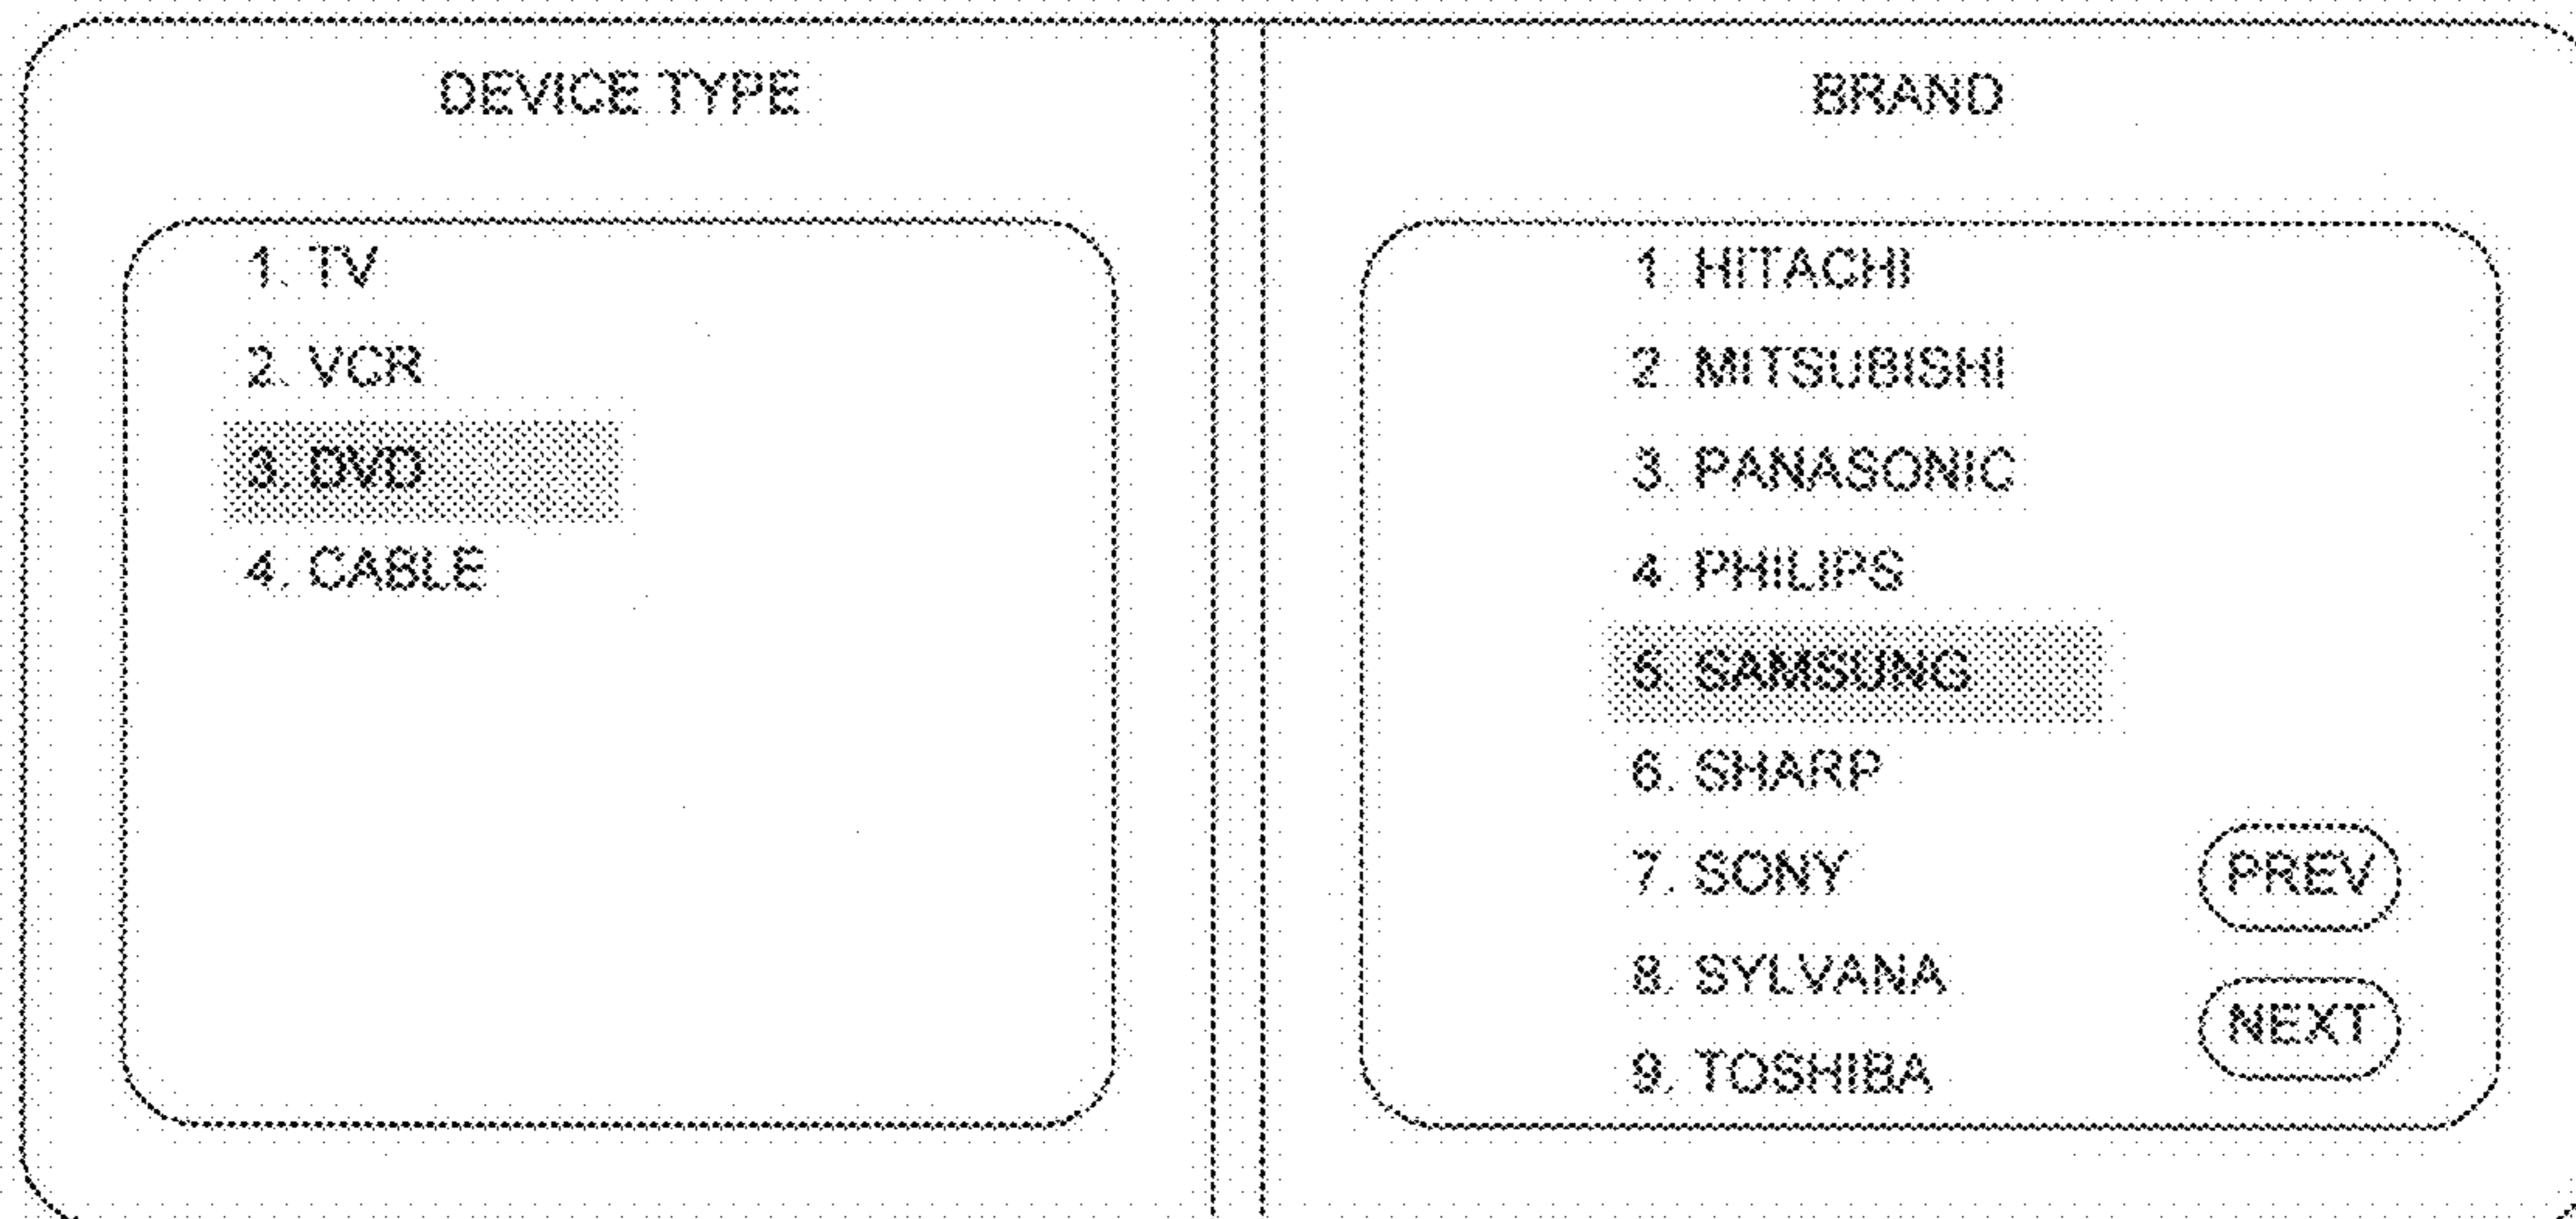 DEVICE TYPE
1. TV
2. VCR
3. DVD
4. CABLE
BRAND
1. HITACHI
2. MITSUBISHI
3. PANASONIC
4. PHILIPS
5. SAMSUNG
6. SHARP
7. SONY
8. SYLVANA
9. TOSHIBA
PREV
NEXT